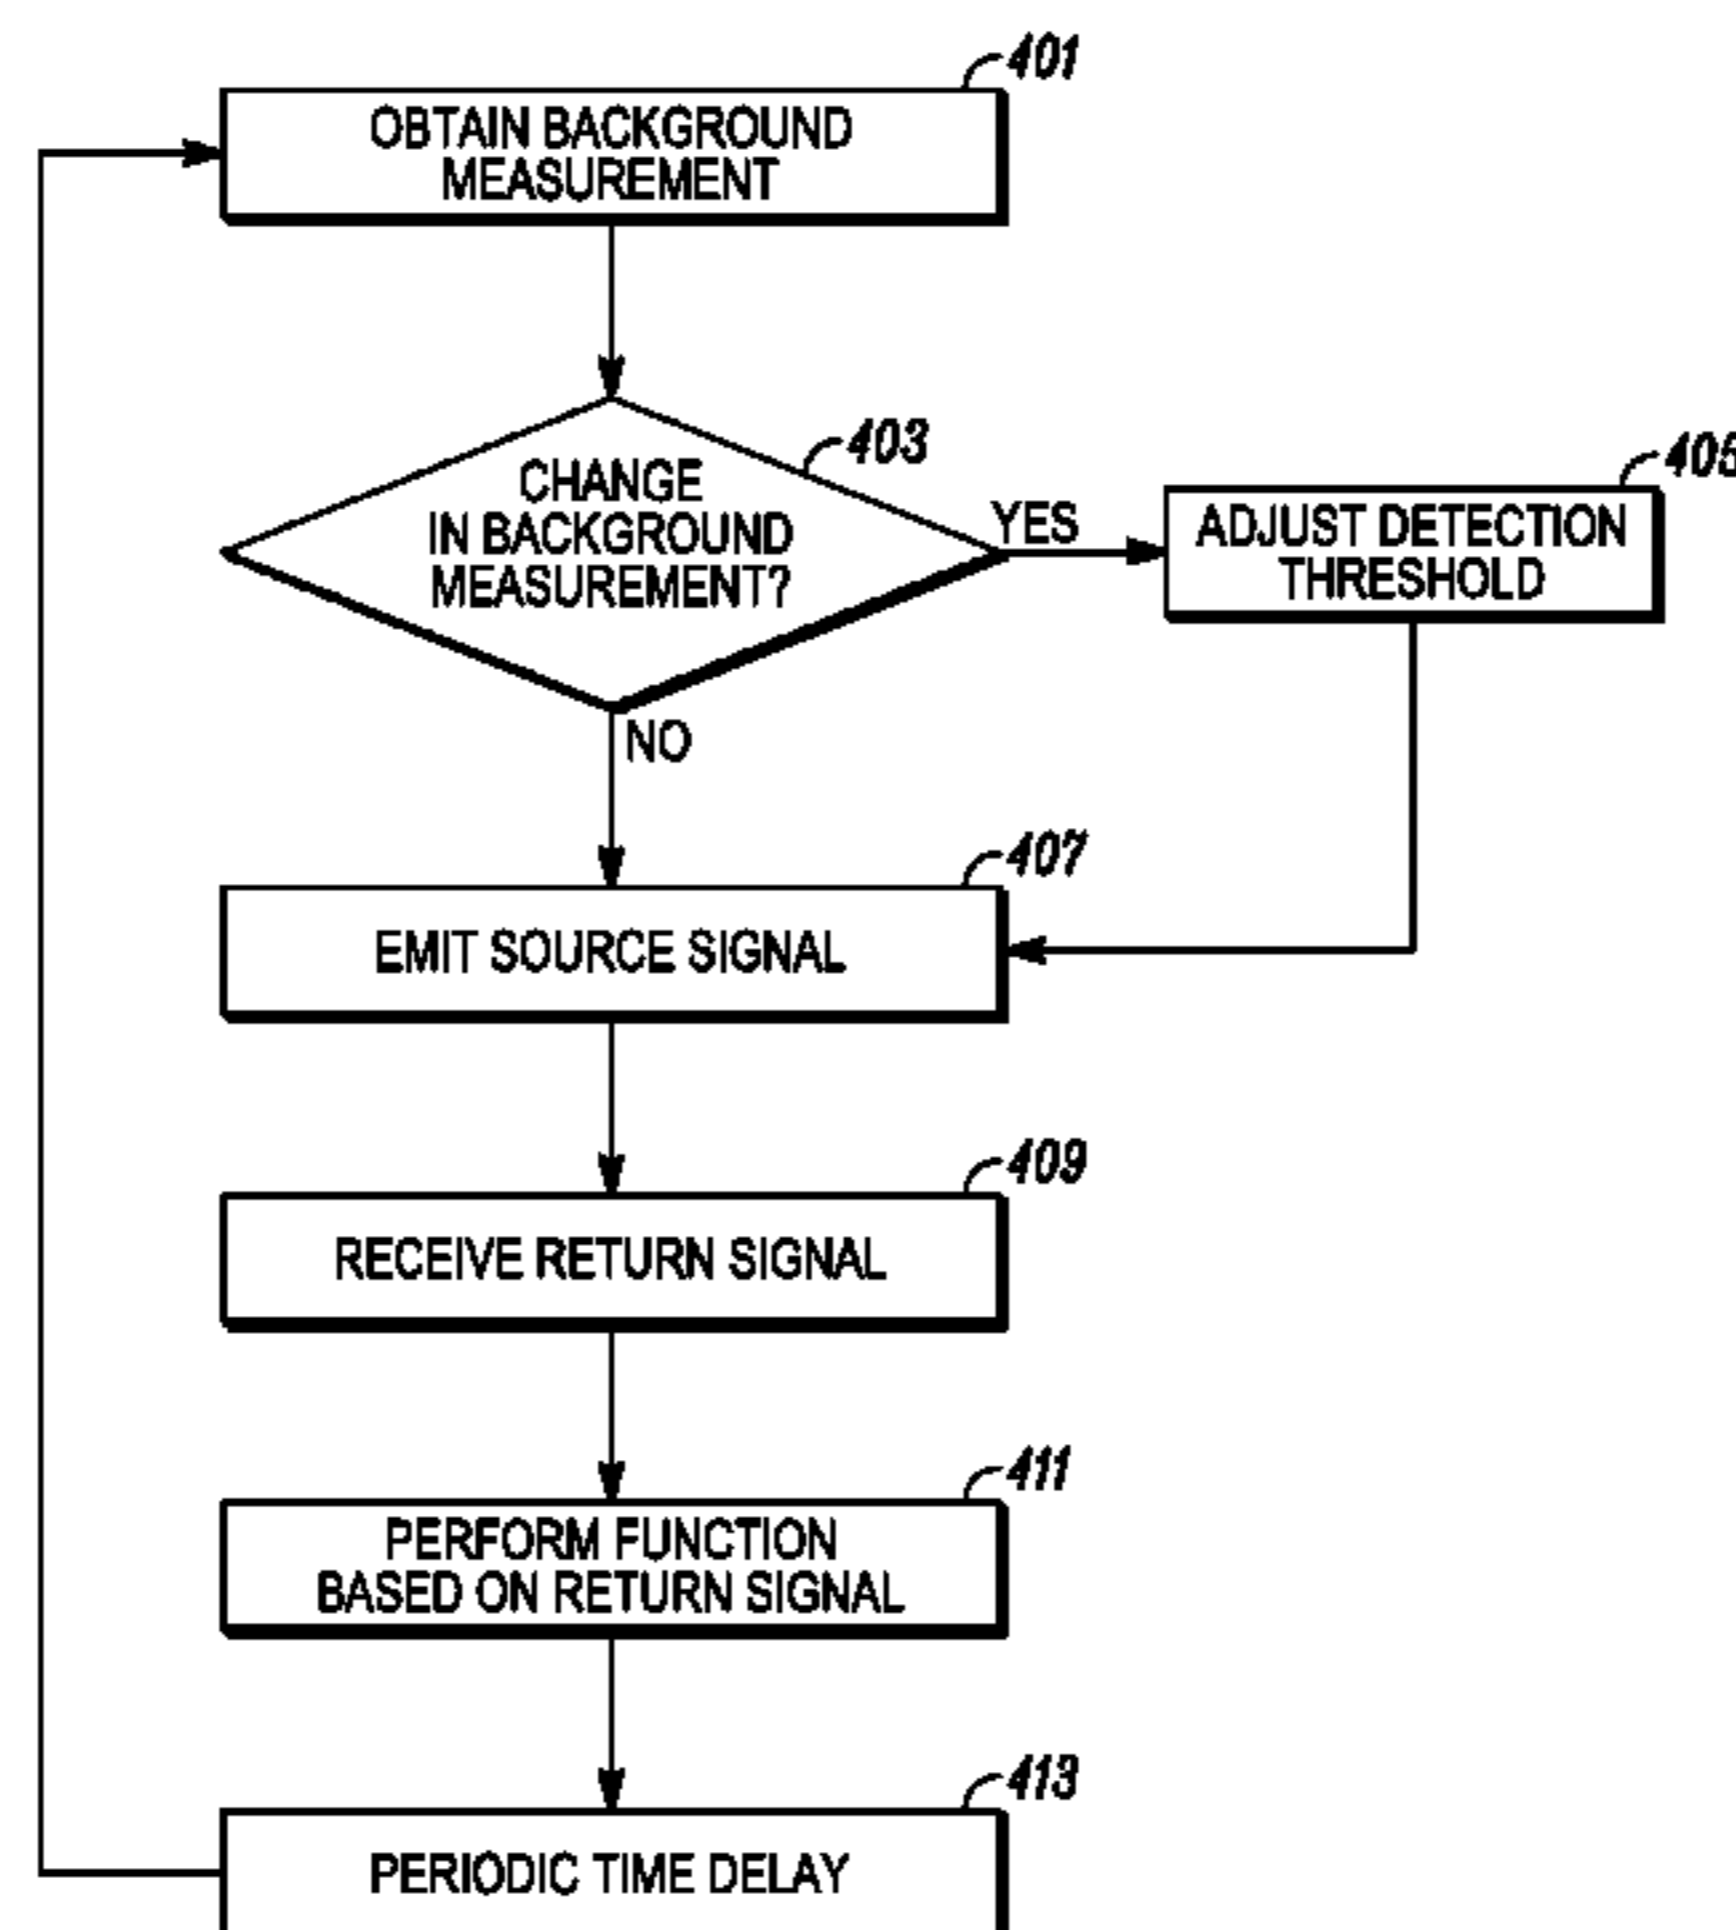 401
OBTAIN BACKGROUND
MEASUREMENT
403
CHANGE
IN BACKGROUND
MEASUREMENT?
YES
405
ADJUST DETECTION
THRESHOLD
NO
407
EMIT SOURCE SIGNAL
409
RECEIVE RETURN SIGNAL
411
PERFORM FUNCTION
BASED ON RETURN SIGNAL
413
PERIODIC TIME DELAY